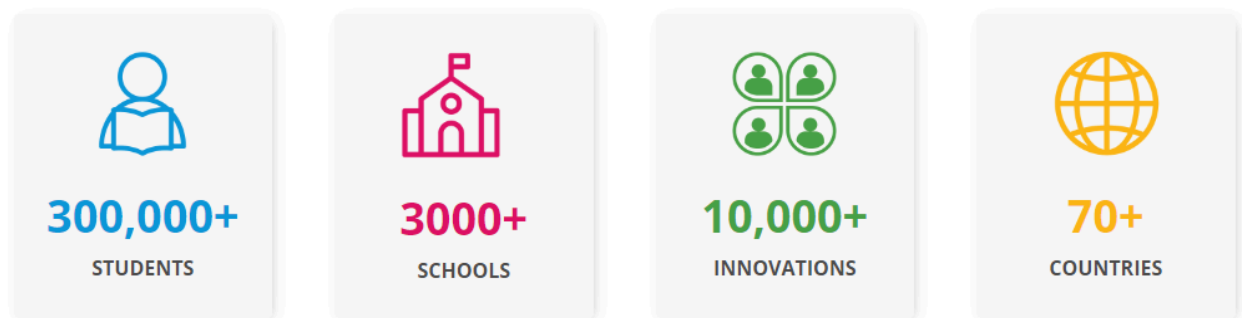 300,000+
STUDENTS
3000+
SCHOOLS
10,000+
INNOVATIONS
70+
COUNTRIES